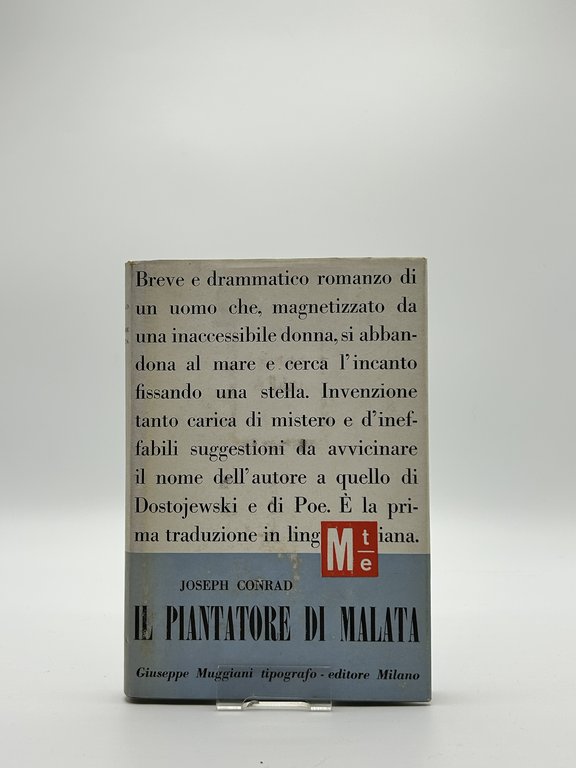 Breve e drammatico romanzo di
un uomo che, magnetizzato da
una inaccessibile donna, si abban-
dona al mare e cerca l'incanto
fissando una stella. Invenzione
tanto carica di mistero e d'inef-
fabili suggestioni da avvicinare
il nome dell'autore a quello di
Dostojewski e di Poe. È la pri-
ma traduzione in ling iana.
M t/e
JOSEPH CONRAD
IL PIANTATORE DI MALATA
Giuseppe Muggiani tipografo - editore Milano